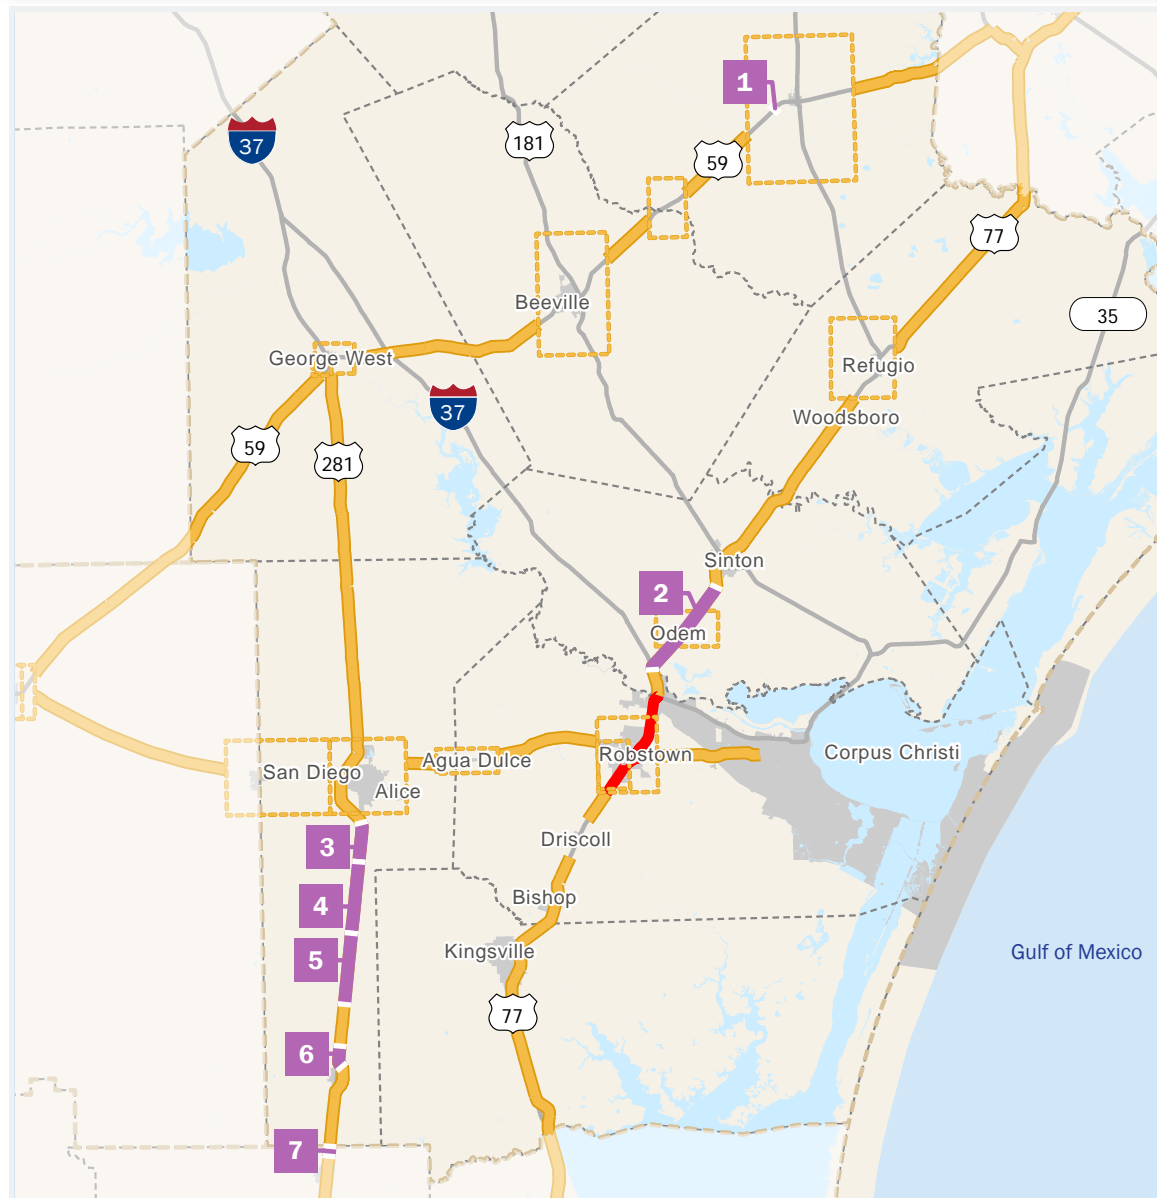 1
37
181
59
77
Beeville
35
George West
Refugio
37
Woodsboro
59
281
Sinton
2
Odem
Robstown
Corpus Christi
Agua Dulce
San Diego
Alice
Driscoll
3
Bishop
4
Kingsville
5
Gulf of Mexico
77
6
7